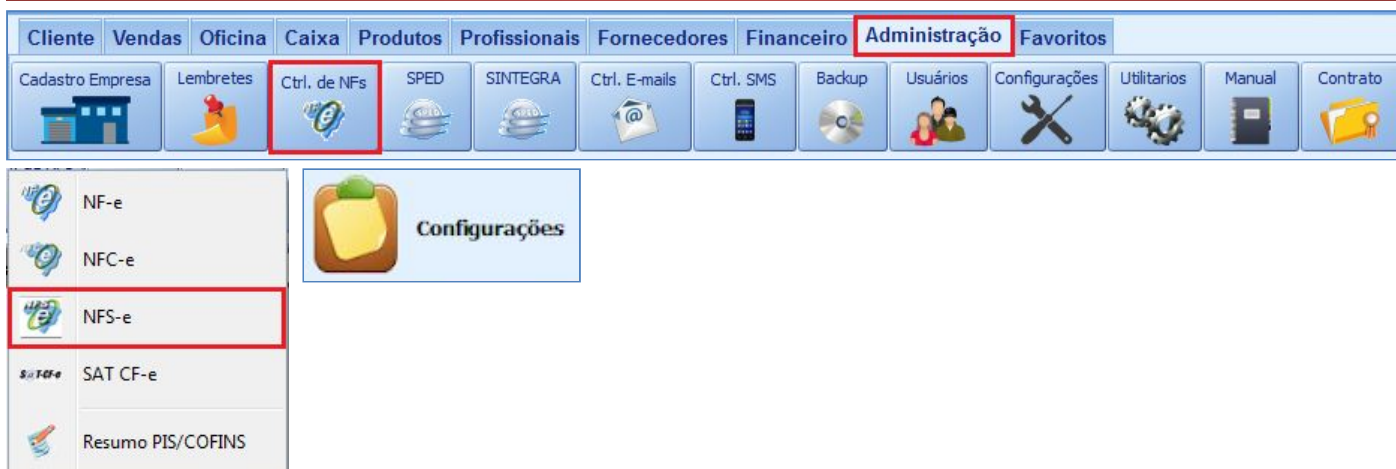 Cliente Vendas Oficina Caixa Produtos Profissionais Fornecedores Financeiro Administração Favoritos
Cadastro Empresa Lembretes Ctrl. de NFs SPED SINTEGRA Ctrl. E-mails Ctrl. SMS Backup Usuários Configurações Utilitarios Manual Contrato
NF-e
Configurações
NFC-e
NFS-e
SAT CF-e
Resumo PIS/COFINS